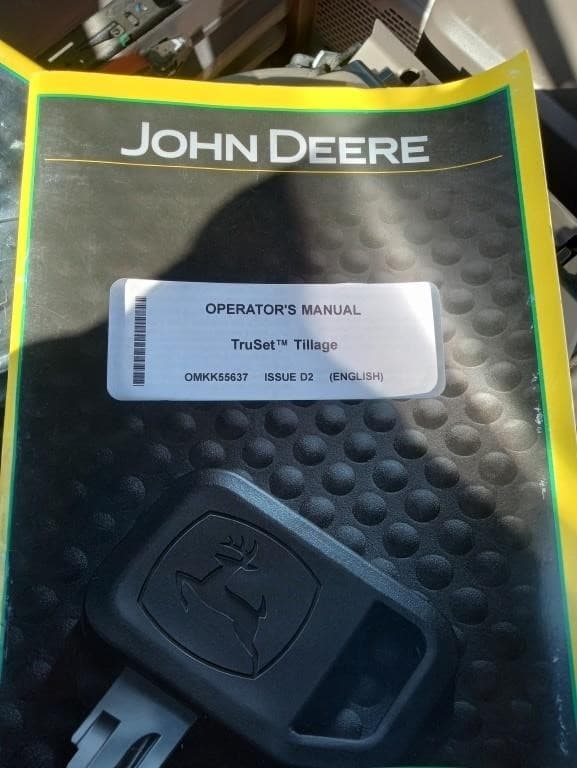 JOHN DEERE
OPERATOR'S MANUAL
TruSet™ Tillage
OMKK55637 ISSUE D2 (ENGLISH)